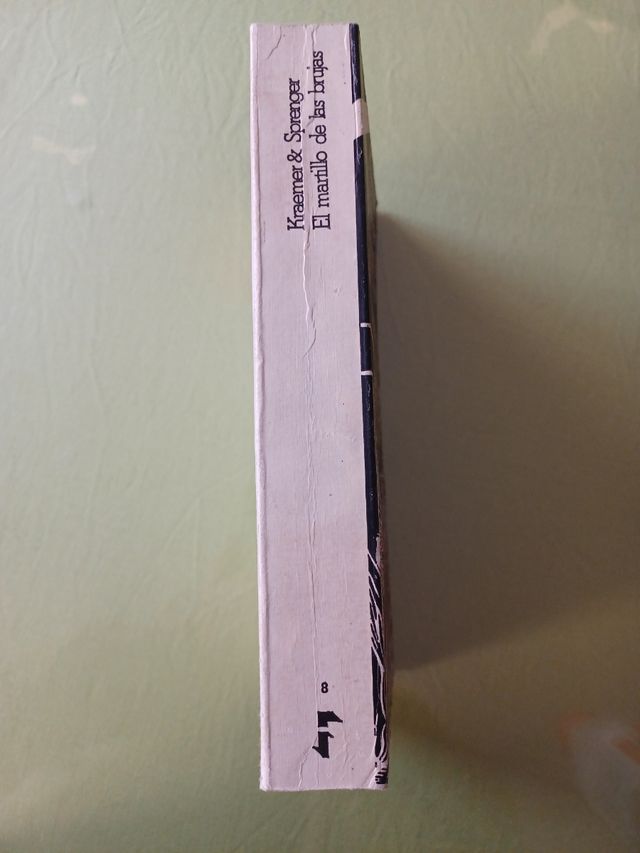 Kraemer & Sprenger
El martillo de las brujas
8